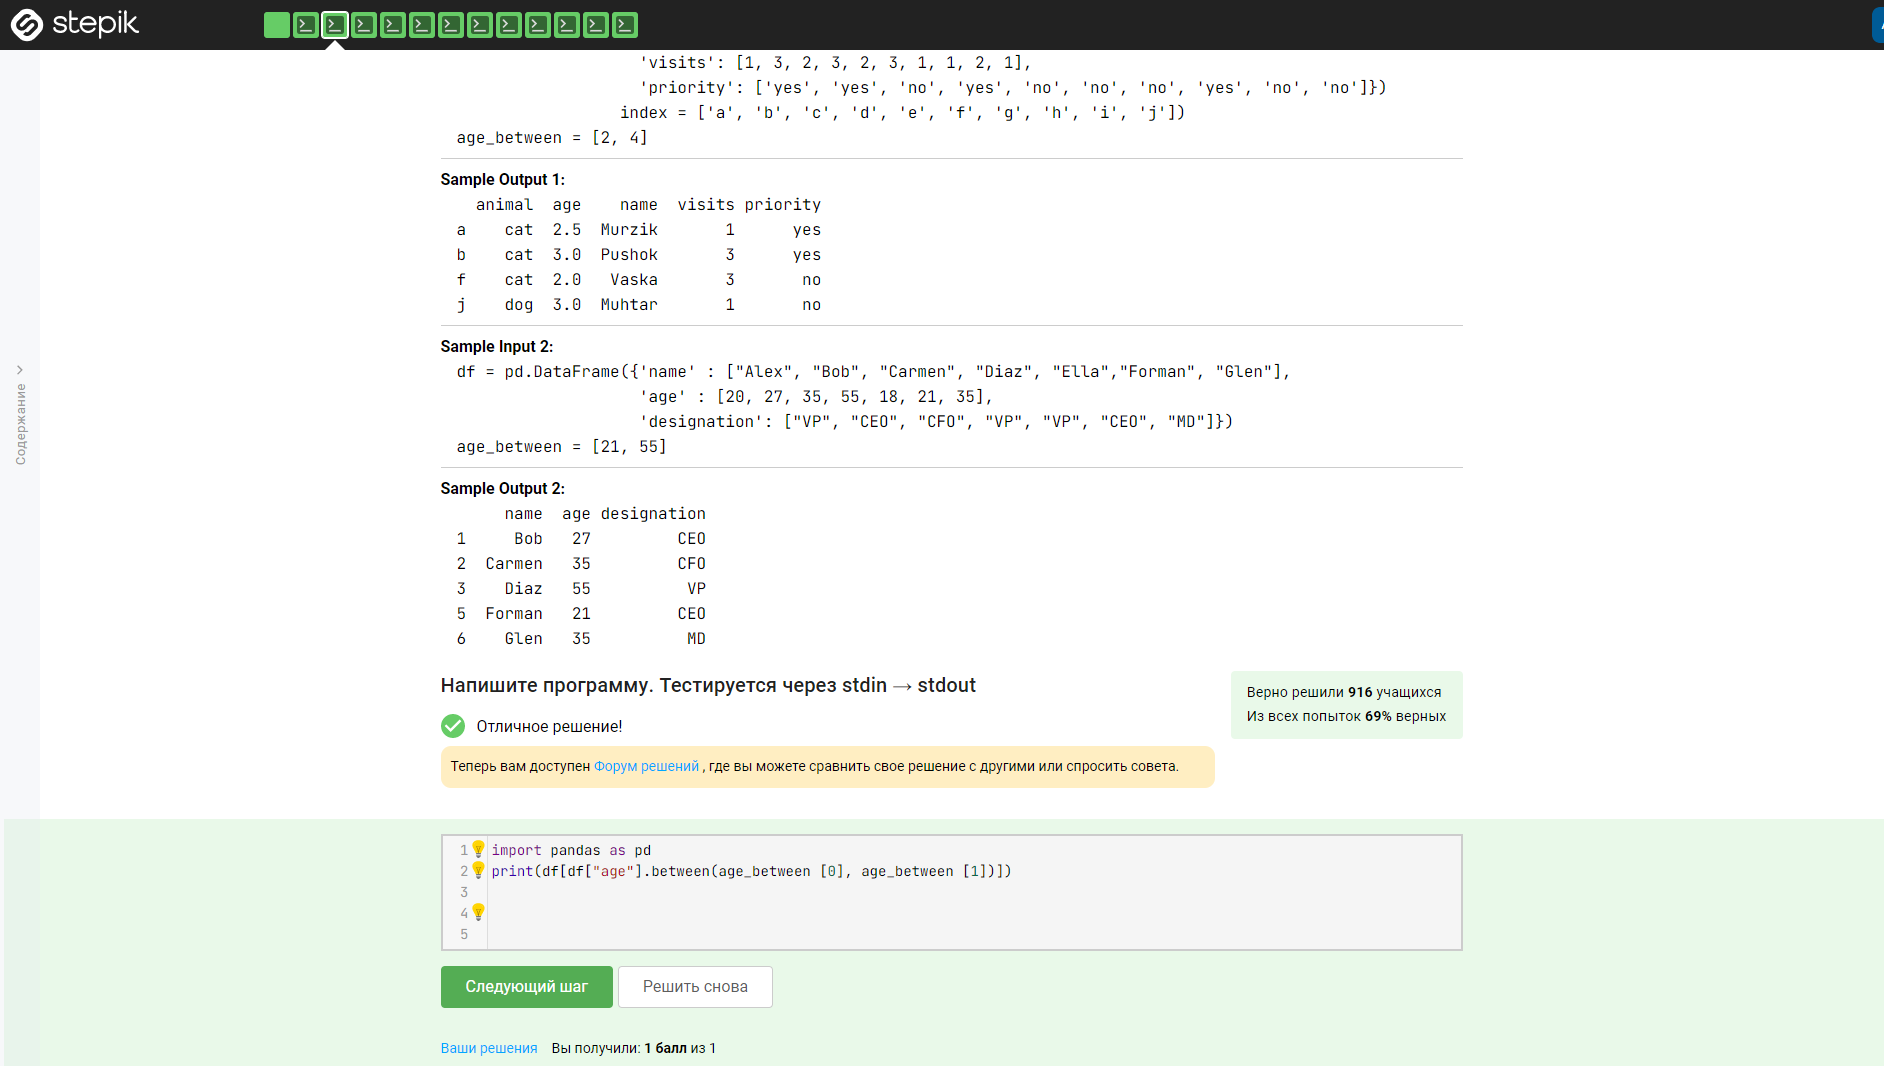 stepik
'visits': [1, 3, 2, 3, 2, 3, 1, 1, 2, 1],
'priority': ['yes', 'yes', 'no', 'yes', 'no', 'no', 'no', 'yes', 'no', 'no']})
index = ['a', 'b', 'c', 'd', 'e', 'f', 'g', 'h', 'i', 'j'])
age_between = [2, 4]
Sample Output 1:
animal age name visits priority
a cat 2.5 Murzik 1 yes
b cat 3.0 Pushok 3 yes
f cat 2.0 Vaska 3 no
j dog 3.0 Muhtar 1 no
Sample Input 2:
df = pd.DataFrame({'name' : ["Alex", "Bob", "Carmen", "Diaz", "Ella","Forman", "Glen"],
'age' : [20, 27, 35, 55, 18, 21, 35],
'designation': ["VP", "CEO", "CFO", "VP", "VP", "CEO", "MD"]})
age_between = [21, 55]
Содержание
Sample Output 2:
name age designation
1 Bob 27 CEO
2 Carmen 35 CFO
3 Diaz 55 VP
5 Forman 21 CEO
6 Glen 35 MD
Напишите программу. Тестируется через stdin → stdout
Верно решили 916 учащихся
Из всех попыток 69% верных
Отличное решение!
Теперь вам доступен Форум решений , где вы можете сравнить свое решение с другими или спросить совета.
1 import pandas as pd
2 print(df[df["age"].between(age_between [0], age_between [1])])
3
4
5
Следующий шаг
Решить снова
Ваши решения Вы получили: 1 балл из 1